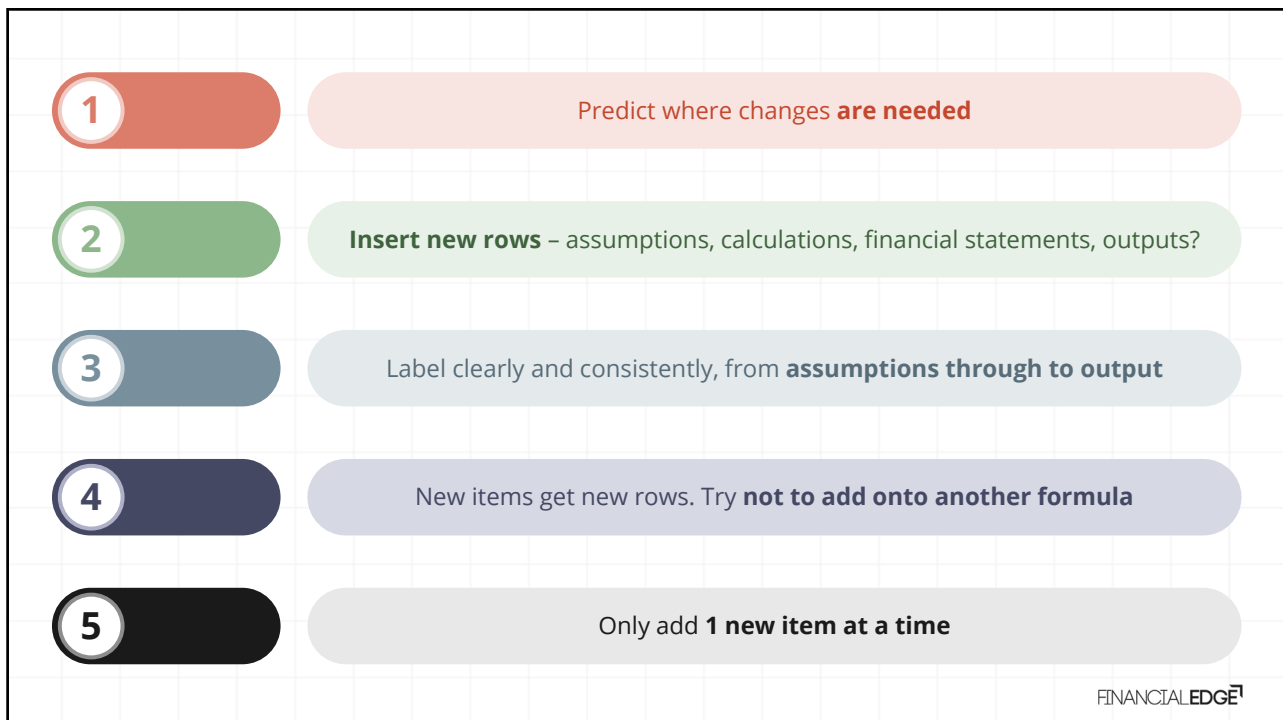 1
Predict where changes are needed
2
Insert new rows – assumptions, calculations, financial statements, outputs?
3
Label clearly and consistently, from assumptions through to output
4
New items get new rows. Try not to add onto another formula
5
Only add 1 new item at a time
FINANCIALEDGE